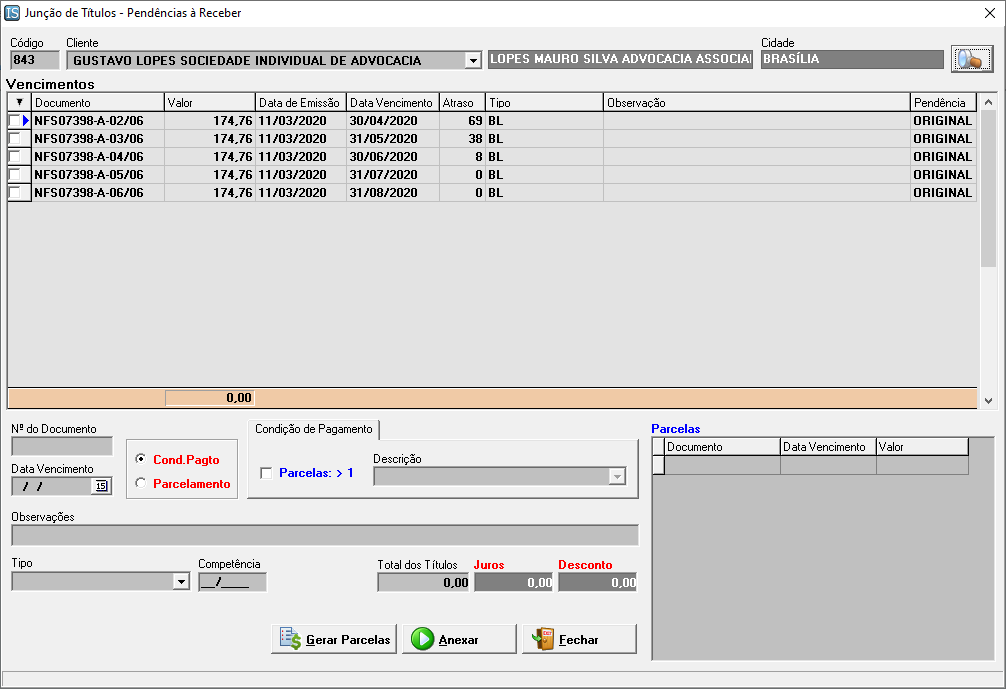 IS Junção de Títulos - Pendências à Receber
Código Cliente Cidade
843 GUSTAVO LOPES SOCIEDADE INDIVIDUAL DE ADVOCACIA LOPES MAURO SILVA ADVOCACIA ASSOCIA BRASÍLIA
Vencimentos
Documento Valor Data de Emissão Data Vencimento Atraso Tipo Observação Pendência
NFS07398-A-02/06 174,76 11/03/2020 30/04/2020 69 BL ORIGINAL
NFS07398-A-03/06 174,76 11/03/2020 31/05/2020 38 BL ORIGINAL
NFS07398-A-04/06 174,76 11/03/2020 30/06/2020 8 BL ORIGINAL
NFS07398-A-05/06 174,76 11/03/2020 31/07/2020 0 BL ORIGINAL
NFS07398-A-06/06 174,76 11/03/2020 31/08/2020 0 BL ORIGINAL
0,00
Nº do Documento
Data Vencimento
/ / 15
Cond.Pagto
Parcelamento
Condição de Pagamento
Parcelas: > 1
Descrição
Observações
Tipo Competência
__/____
Total dos Títulos Juros Desconto
0,00 0,00 0,00
Gerar Parcelas Anexar Fechar
Parcelas
Documento Data Vencimento Valor